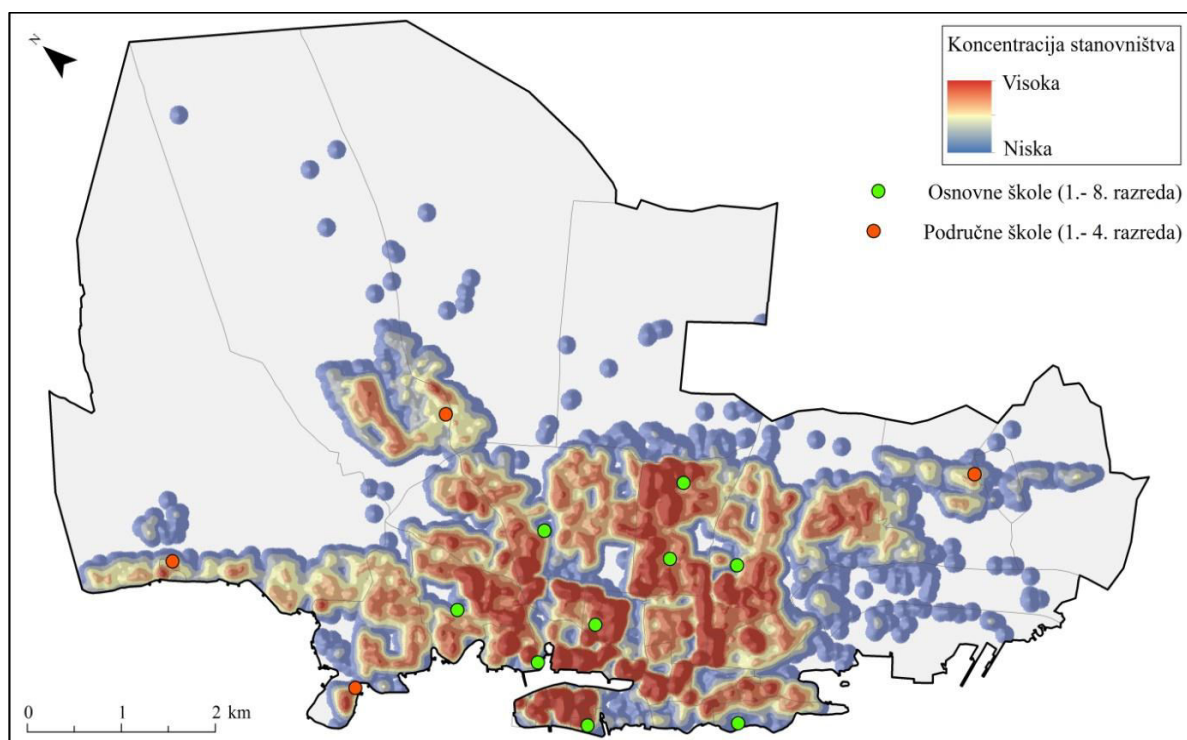 N
Koncentracija stanovništva
Visoka
Niska
Osnovne škole (1.- 8. razreda)
Područne škole (1.- 4. razreda)
0 1 2 km